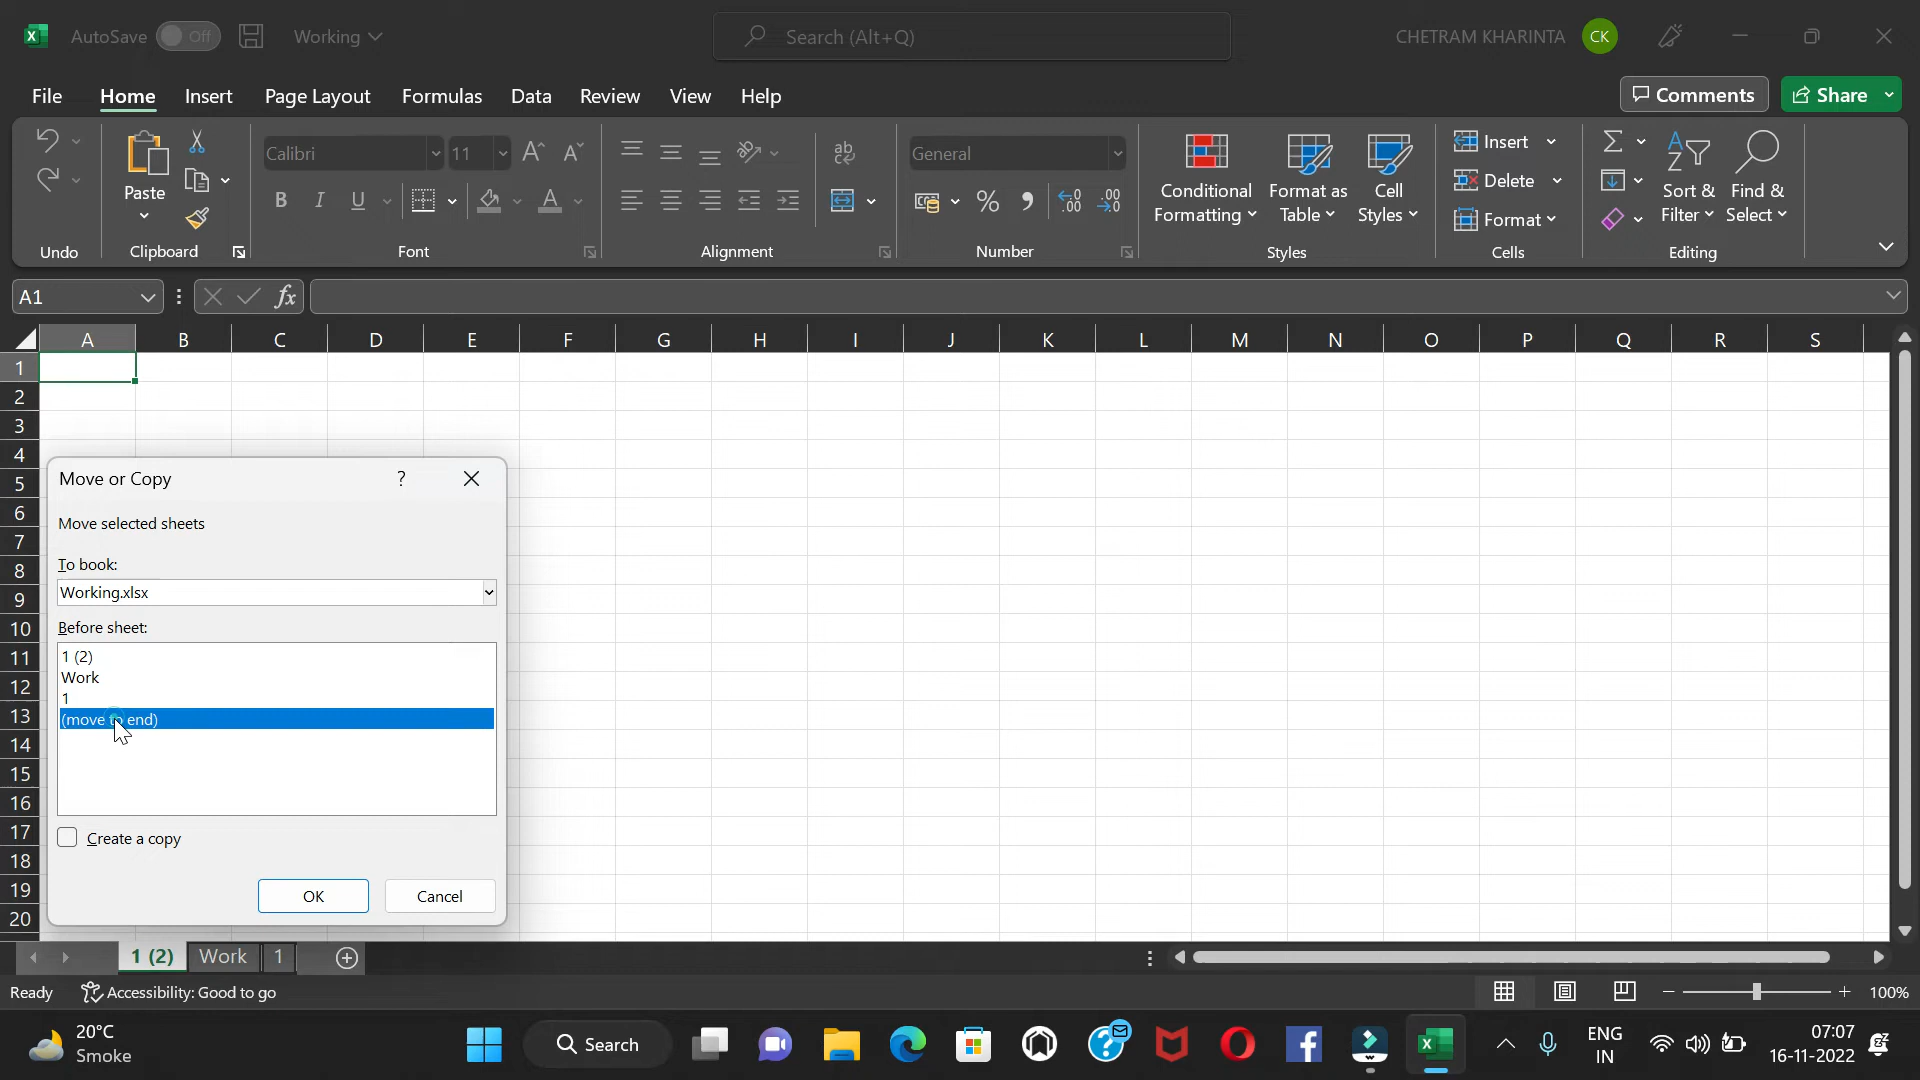 AutoSave Off Working Search (Alt+Q) CHETRAM KHARINTA CK
File Home Insert Page Layout Formulas Data Review View Help Comments Share
Paste Calibri 11 General Conditional Formatting Format as Table Cell Styles Insert Delete Format Sort & Filter Find & Select
Undo Clipboard Font Alignment Number Styles Cells Editing
A1 fx
A B C D E F G H I J K L M N O P Q R S
1
2
3
4
5
6
7
8
9
10
11
12
13
14
15
16
17
18
19
20
Move or Copy ?
Move selected sheets
To book:
Working.xlsx
Before sheet:
1 (2)
Work
1
(move to end)
Create a copy
OK Cancel
1 (2) Work 1
Ready Accessibility: Good to go 100%
20°C
Smoke
Search
ENG
IN
07:07
16-11-2022